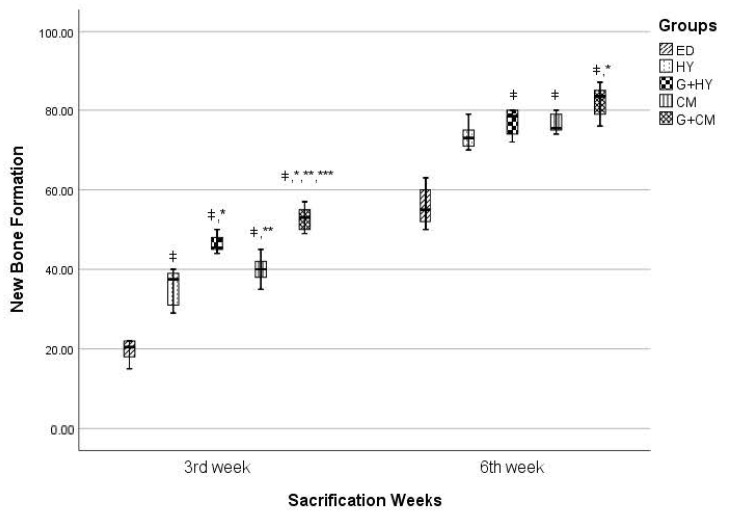 Groups
ED
HY
G+HY
CM
G+CM
New Bone Formation
100.00
80.00
60.00
40.00
20.00
0.00
ǂ
ǂ,*
ǂ,**
ǂ,*,**,***
ǂ
ǂ
ǂ,*
3rd week
6th week
Sacrification Weeks